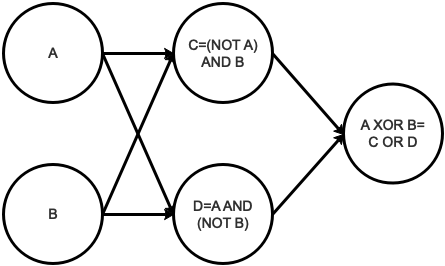 A
C=(NOT A)
AND B
A XOR B=
C OR D
B
D=A AND
(NOT B)